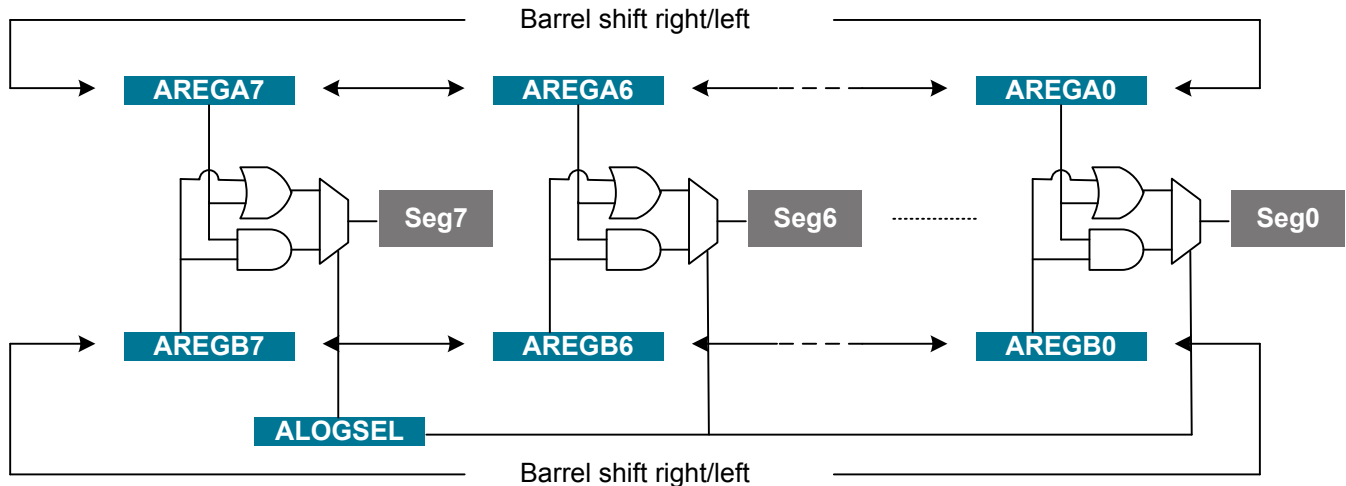 Barrel shift right/left
AREGA7
AREGA6
AREGA0
Seg7
Seg6
Seg0
AREGB7
AREGB6
AREGB0
ALOGSEL
Barrel shift right/left